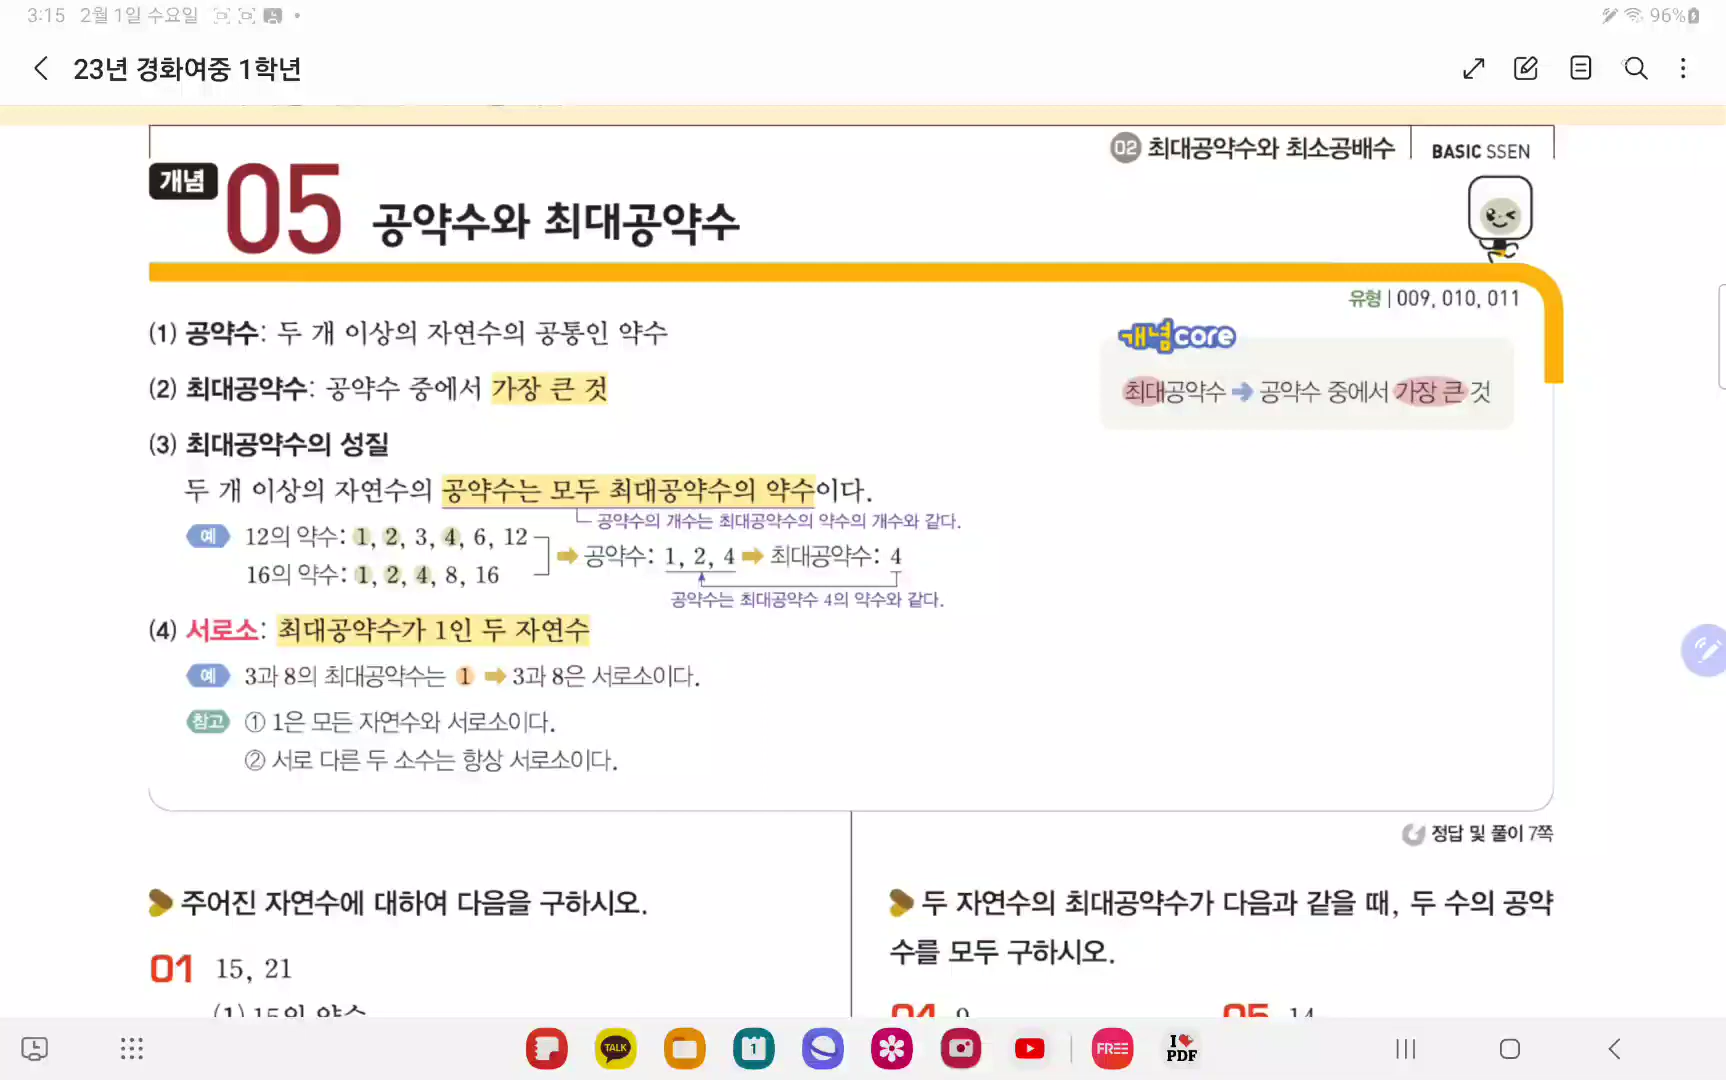 3:15 2월 1일 수요일
96%
23년 경화여중 1학년
02 최대공약수와 최소공배수
BASIC SSEN
개념
05
공약수와 최대공약수
유형 | 009, 010, 011
(1) 공약수: 두 개 이상의 자연수의 공통인 약수
개념core
(2) 최대공약수: 공약수 중에서 가장 큰 것
최대공약수 ➡ 공약수 중에서 가장 큰 것
(3) 최대공약수의 성질
두 개 이상의 자연수의 공약수는 모두 최대공약수의 약수이다.
공약수의 개수는 최대공약수의 약수의 개수와 같다.
예 12의 약수: 1, 2, 3, 4, 6, 12
16의 약수: 1, 2, 4, 8, 16
➡ 공약수: 1, 2, 4 ➡ 최대공약수: 4
공약수는 최대공약수 4의 약수와 같다.
(4) 서로소: 최대공약수가 1인 두 자연수
예 3과 8의 최대공약수는 1 ➡ 3과 8은 서로소이다.
참고 ① 1은 모든 자연수와 서로소이다.
② 서로 다른 두 소수는 항상 서로소이다.
정답 및 풀이 7쪽
주어진 자연수에 대하여 다음을 구하시오.
01 15, 21
(1) 15의 약수
두 자연수의 최대공약수가 다음과 같을 때, 두 수의 공약
수를 모두 구하시오.
04 9
05 14
TALK
1
FREE
I PDF